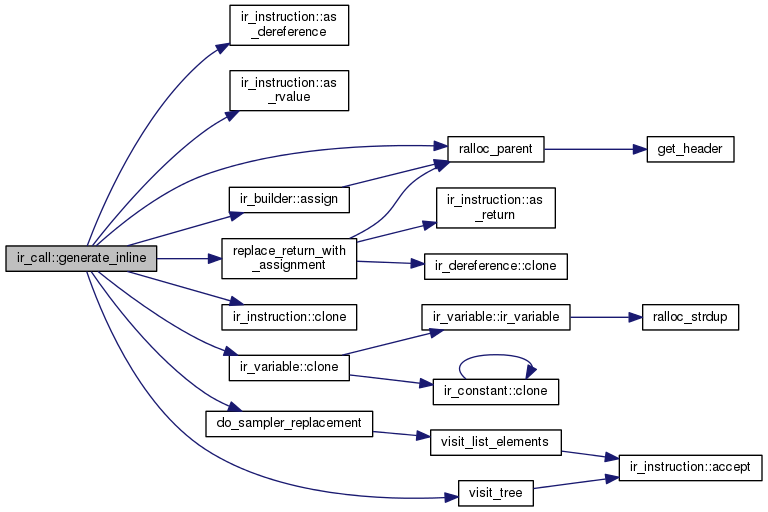 ir_instruction::as
_dereference
ir_instruction::as
_rvalue
ralloc_parent
get_header
ir_builder::assign
ir_instruction::as
_return
ir_call::generate_inline
replace_return_with
_assignment
ir_dereference::clone
ir_instruction::clone
ir_variable::ir_variable
ralloc_strdup
ir_variable::clone
ir_constant::clone
do_sampler_replacement
visit_list_elements
ir_instruction::accept
visit_tree